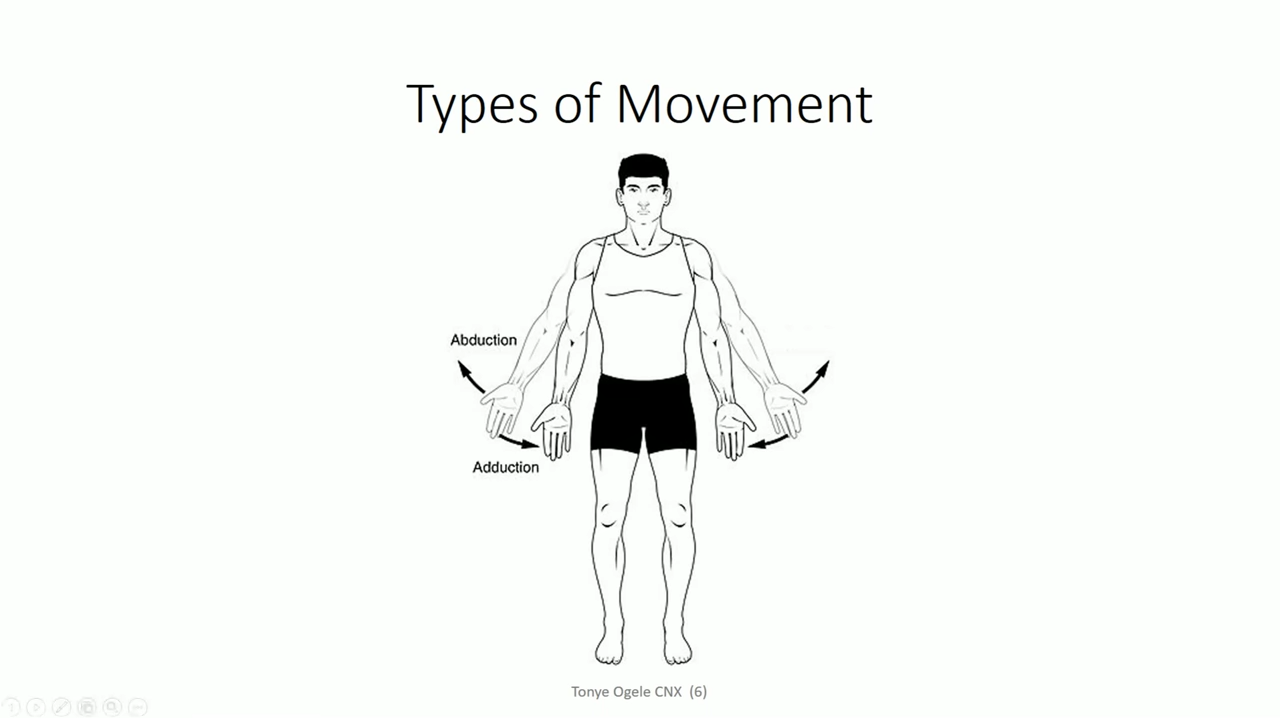 Types of Movement
Abduction
Adduction
Tonye Ogele CNX (6)